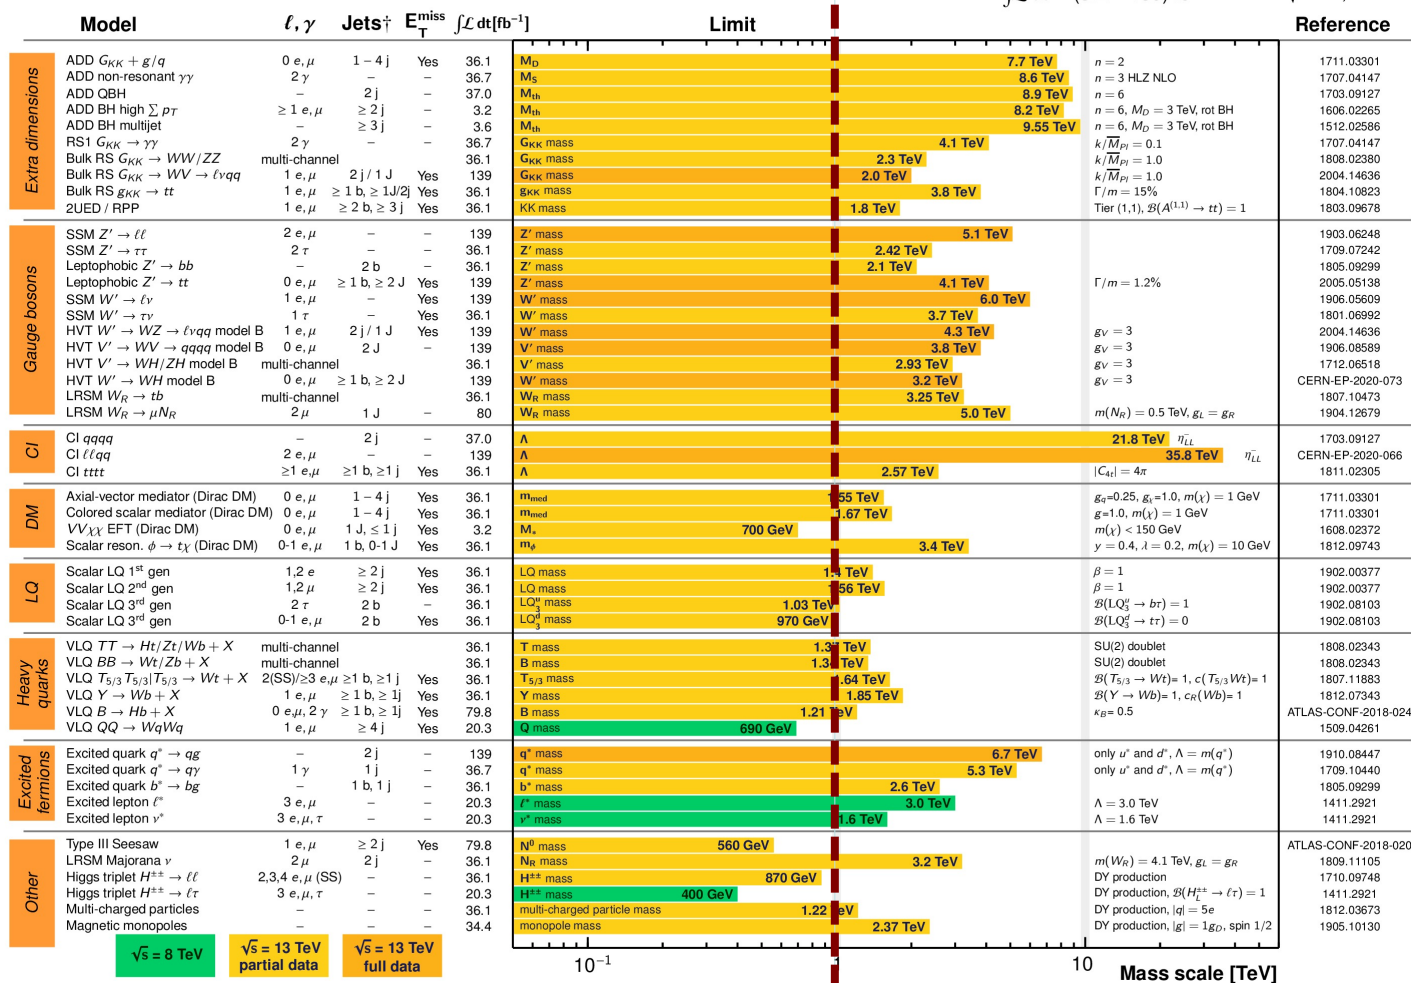 Model ℓ, γ Jets† E_T^miss ∫ℒ dt[fb⁻¹] Limit Reference
Extra dimensions
ADD G_KK + g/q 0 e, μ 1 − 4 j Yes 36.1 M_D 7.7 TeV n = 2 1711.03301
ADD non-resonant γγ 2 γ − − 36.7 M_S 8.6 TeV n = 3 HLZ NLO 1707.04147
ADD QBH − 2 j − 37.0 M_th 8.9 TeV n = 6 1703.09127
ADD BH high ∑ p_T ≥ 1 e, μ ≥ 2 j − 3.2 M_th 8.2 TeV n = 6, M_D = 3 TeV, rot BH 1606.02265
ADD BH multijet − ≥ 3 j − 3.6 M_th 9.55 TeV n = 6, M_D = 3 TeV, rot BH 1512.02586
RS1 G_KK → γγ 2 γ − − 36.7 G_KK mass 4.1 TeV k/M̅_Pl = 0.1 1707.04147
Bulk RS G_KK → WW/ZZ multi-channel 36.1 G_KK mass 2.3 TeV k/M̅_Pl = 1.0 1808.02380
Bulk RS G_KK → WV → ℓνqq 1 e, μ 2 j / 1 J Yes 139 G_KK mass 2.0 TeV k/M̅_Pl = 1.0 2004.14636
Bulk RS g_KK → tt 1 e, μ ≥ 1 b, ≥ 1J/2j Yes 36.1 g_KK mass 3.8 TeV Γ/m = 15% 1804.10823
2UED / RPP 1 e, μ ≥ 2 b, ≥ 3 j Yes 36.1 KK mass 1.8 TeV Tier (1,1), ℬ(A^(1,1) → tt) = 1 1803.09678
Gauge bosons
SSM Z′ → ℓℓ 2 e, μ − − 139 Z′ mass 5.1 TeV 1903.06248
SSM Z′ → ττ 2 τ − − 36.1 Z′ mass 2.42 TeV 1709.07242
Leptophobic Z′ → bb − 2 b − 36.1 Z′ mass 2.1 TeV 1805.09299
Leptophobic Z′ → tt 0 e, μ ≥ 1 b, ≥ 2 J Yes 139 Z′ mass 4.1 TeV Γ/m = 1.2% 2005.05138
SSM W′ → ℓν 1 e, μ − Yes 139 W′ mass 6.0 TeV 1906.05609
SSM W′ → τν 1 τ − Yes 36.1 W′ mass 3.7 TeV 1801.06992
HVT W′ → WZ → ℓνqq model B 1 e, μ 2 j / 1 J Yes 139 W′ mass 4.3 TeV g_V = 3 2004.14636
HVT V′ → WV → qqqq model B 0 e, μ 2 J − 139 V′ mass 3.8 TeV g_V = 3 1906.08589
HVT V′ → WH/ZH model B multi-channel 36.1 V′ mass 2.93 TeV g_V = 3 1712.06518
HVT W′ → WH model B 0 e, μ ≥ 1 b, ≥ 2 J 139 W′ mass 3.2 TeV g_V = 3 CERN-EP-2020-073
LRSM W_R → tb multi-channel 36.1 W_R mass 3.25 TeV 1807.10473
LRSM W_R → μN_R 2 μ 1 J − 80 W_R mass 5.0 TeV m(N_R) = 0.5 TeV, g_L = g_R 1904.12679
CI
CI qqqq − 2 j − 37.0 Λ 21.8 TeV η⁻_LL 1703.09127
CI ℓℓqq 2 e, μ − − 139 Λ 35.8 TeV η⁻_LL CERN-EP-2020-066
CI tttt ≥1 e,μ ≥1 b, ≥1 j Yes 36.1 Λ 2.57 TeV |C_4t| = 4π 1811.02305
DM
Axial-vector mediator (Dirac DM) 0 e, μ 1 − 4 j Yes 36.1 m_med 55 TeV g_q=0.25, g_χ=1.0, m(χ) = 1 GeV 1711.03301
Colored scalar mediator (Dirac DM) 0 e, μ 1 − 4 j Yes 36.1 m_med 1.67 TeV g=1.0, m(χ) = 1 GeV 1711.03301
VVχχ EFT (Dirac DM) 0 e, μ 1 J, ≤ 1 j Yes 3.2 M_* 700 GeV m(χ) < 150 GeV 1608.02372
Scalar reson. φ → tχ (Dirac DM) 0-1 e, μ 1 b, 0-1 J Yes 36.1 m_φ 3.4 TeV y = 0.4, λ = 0.2, m(χ) = 10 GeV 1812.09743
LQ
Scalar LQ 1st gen 1,2 e ≥ 2 j Yes 36.1 LQ mass TeV β = 1 1902.00377
Scalar LQ 2nd gen 1,2 μ ≥ 2 j Yes 36.1 LQ mass 56 TeV β = 1 1902.00377
Scalar LQ 3rd gen 2 τ 2 b − 36.1 LQ₃ᵘ mass 1.03 TeV ℬ(LQ₃ᵘ → bτ) = 1 1902.08103
Scalar LQ 3rd gen 0-1 e, μ 2 b Yes 36.1 LQ₃ᵈ mass 970 GeV ℬ(LQ₃ᵈ → tτ) = 0 1902.08103
Heavy quarks
VLQ TT → Ht/Zt/Wb + X multi-channel 36.1 T mass TeV SU(2) doublet 1808.02343
VLQ BB → Wt/Zb + X multi-channel 36.1 B mass TeV SU(2) doublet 1808.02343
VLQ T_5/3 T_5/3|T_5/3 → Wt + X 2(SS)/≥3 e,μ ≥1 b, ≥1 j Yes 36.1 T_5/3 mass .64 TeV ℬ(T_5/3 → Wt)= 1, c(T_5/3Wt)= 1 1807.11883
VLQ Y → Wb + X 1 e, μ ≥ 1 b, ≥ 1j Yes 36.1 Y mass 1.85 TeV ℬ(Y → Wb)= 1, c_R(Wb)= 1 1812.07343
VLQ B → Hb + X 0 e,μ, 2 γ ≥ 1 b, ≥ 1j Yes 79.8 B mass 1.21 TeV κ_B= 0.5 ATLAS-CONF-2018-024
VLQ QQ → WqWq 1 e, μ ≥ 4 j Yes 20.3 Q mass 690 GeV 1509.04261
Excited fermions
Excited quark q* → qg − 2 j − 139 q* mass 6.7 TeV only u* and d*, Λ = m(q*) 1910.08447
Excited quark q* → qγ 1 γ 1 j − 36.7 q* mass 5.3 TeV only u* and d*, Λ = m(q*) 1709.10440
Excited quark b* → bg − 1 b, 1 j − 36.1 b* mass 2.6 TeV 1805.09299
Excited lepton ℓ* 3 e, μ − − 20.3 ℓ* mass 3.0 TeV Λ = 3.0 TeV 1411.2921
Excited lepton ν* 3 e, μ, τ − − 20.3 ν* mass 1.6 TeV Λ = 1.6 TeV 1411.2921
Other
Type III Seesaw 1 e, μ ≥ 2 j Yes 79.8 N⁰ mass 560 GeV ATLAS-CONF-2018-020
LRSM Majorana ν 2 μ 2 j − 36.1 N_R mass 3.2 TeV m(W_R) = 4.1 TeV, g_L = g_R 1809.11105
Higgs triplet H^±± → ℓℓ 2,3,4 e, μ (SS) − − 36.1 H^±± mass 870 GeV DY production 1710.09748
Higgs triplet H^±± → ℓτ 3 e, μ, τ − − 20.3 H^±± mass 400 GeV DY production, ℬ(H_L^±± → ℓτ) = 1 1411.2921
Multi-charged particles − − − 36.1 multi-charged particle mass 1.22 TeV DY production, |q| = 5e 1812.03673
Magnetic monopoles − − − 34.4 monopole mass 2.37 TeV DY production, |g| = 1g_D, spin 1/2 1905.10130
√s = 8 TeV
√s = 13 TeV partial data
√s = 13 TeV full data
10⁻¹ 1 10
Mass scale [TeV]